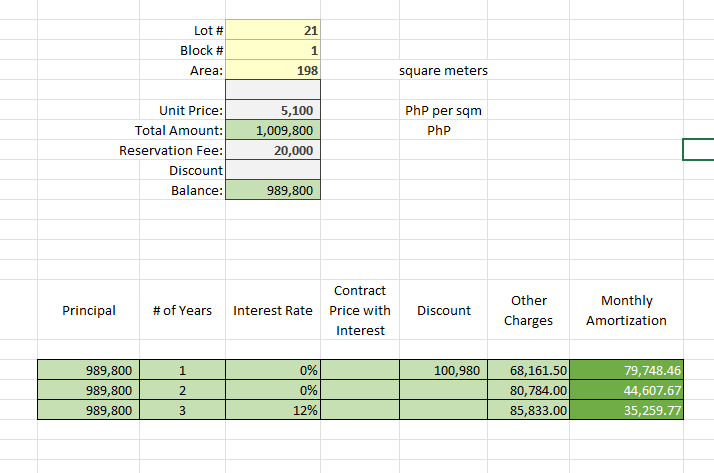 Lot # 21
Block # 1
Area: 198 square meters
Unit Price: 5,100 PhP per sqm
Total Amount: 1,009,800 PhP
Reservation Fee: 20,000
Discount
Balance: 989,800
Principal # of Years Interest Rate Contract Price with Interest Discount Other Charges Monthly Amortization
989,800 1 0% 100,980 68,161.50 79,748.46
989,800 2 0% 80,784.00 44,607.67
989,800 3 12% 85,833.00 35,259.77